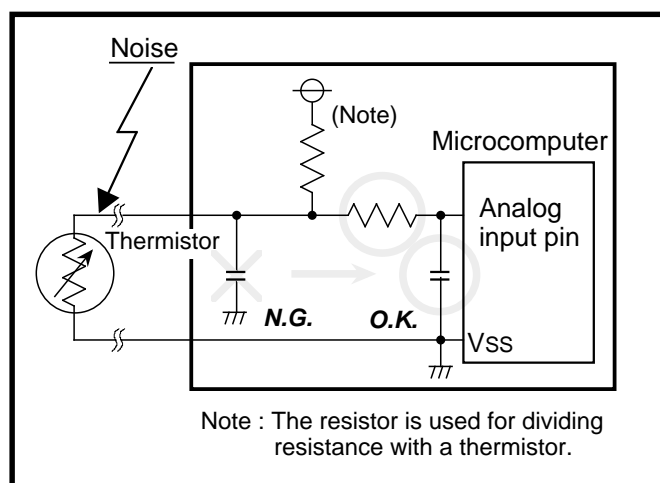 Noise
(Note)
Microcomputer
Analog
input pin
Thermistor
N.G.
O.K.
VSS
Note : The resistor is used for dividing
resistance with a thermistor.